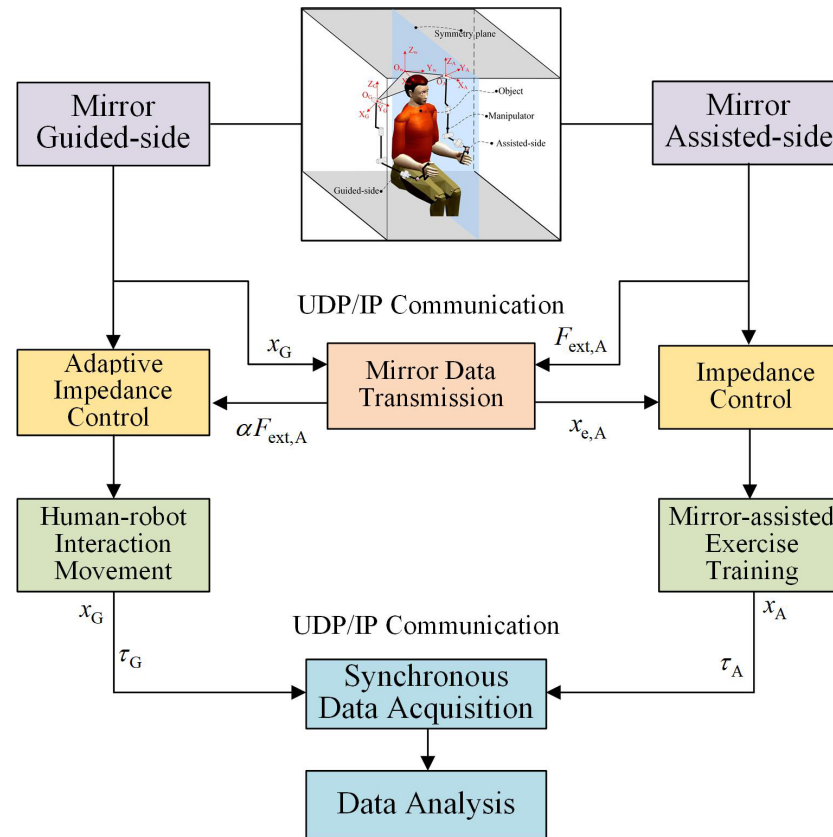 Symmetry plane
Z
O
Y
Z
Y
X
O
Z
O
Y
X
Object
Manipulator
Assisted-side
Guided-side
Mirror
Guided-side
Mirror
Assisted-side
UDP/IP Communication
x_G
F_ext,A
Adaptive
Impedance
Control
Mirror Data
Transmission
Impedance
Control
αF_ext,A
x_e,A
Human-robot
Interaction
Movement
Mirror-assisted
Exercise
Training
x_G
x_A
UDP/IP Communication
τ_G
τ_A
Synchronous
Data Acquisition
Data Analysis